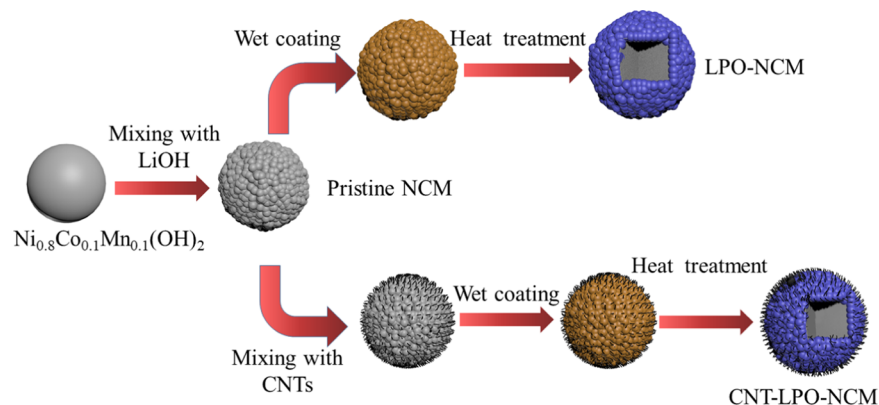 Wet coating
Heat treatment
LPO-NCM
Mixing with
LiOH
Pristine NCM
Ni₀.₈Co₀.₁Mn₀.₁(OH)₂
Mixing with
CNTs
Wet coating
Heat treatment
CNT-LPO-NCM